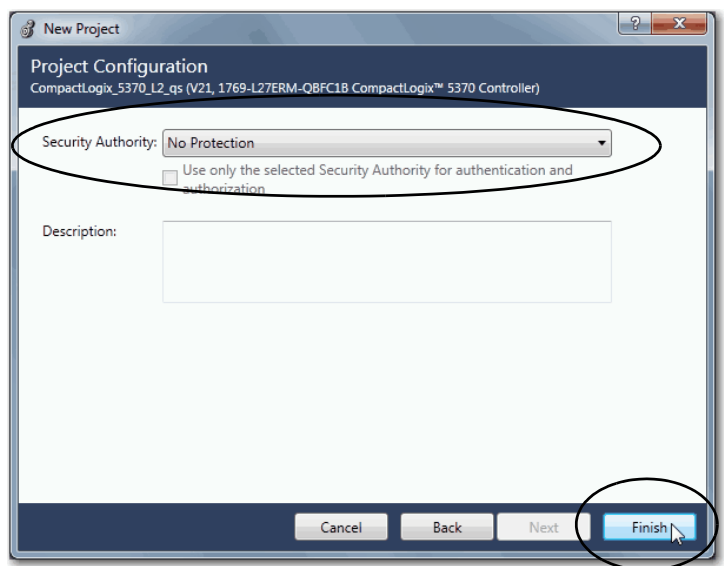 New Project
Project Configuration
CompactLogix_5370_L2_qs (V21, 1769-L27ERM-QBFC1B CompactLogix™ 5370 Controller)
Security Authority: No Protection
Use only the selected Security Authority for authentication and
authorization
Description:
Cancel Back Next Finish